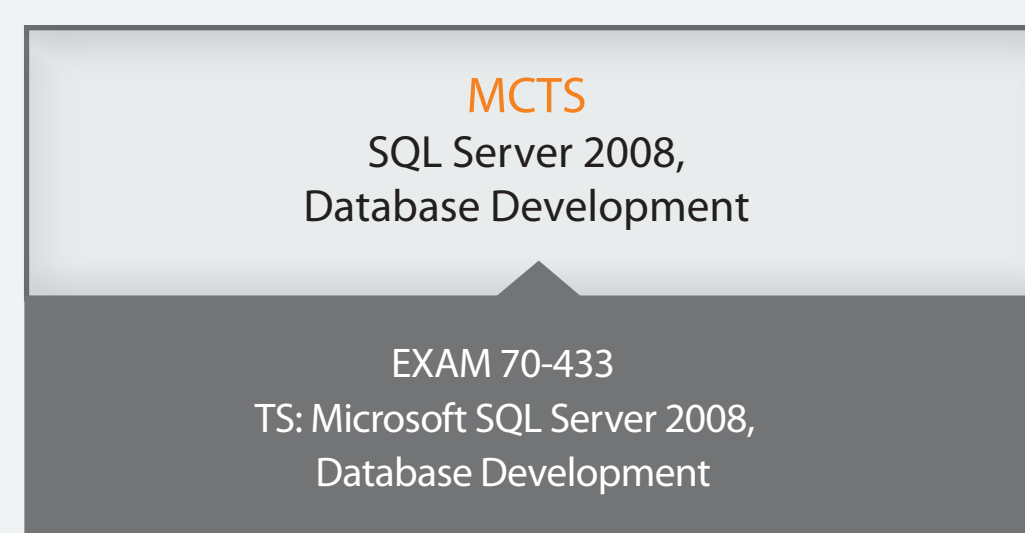 MCTS
SQL Server 2008,
Database Development
EXAM 70-433
TS: Microsoft SQL Server 2008,
Database Development